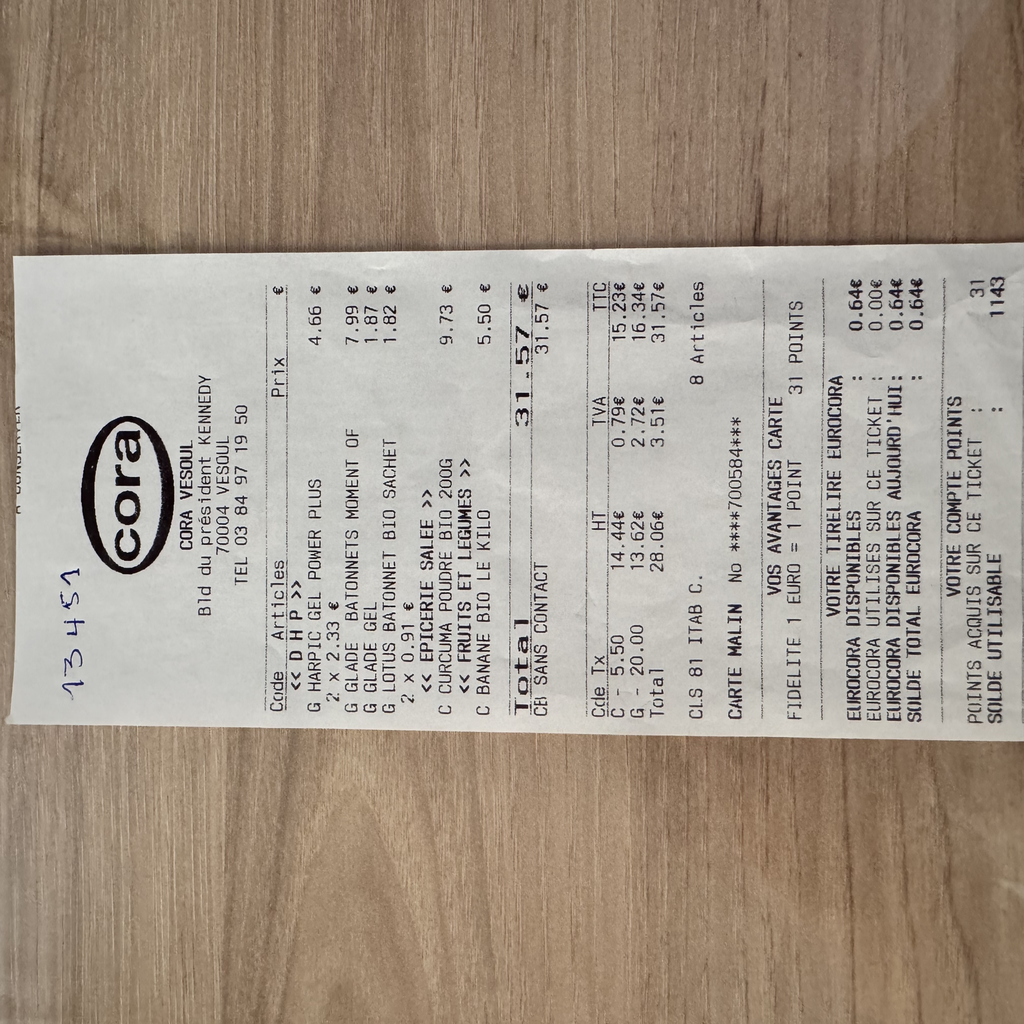 13451
cora
CORA VESOUL
Bld du président KENNEDY
70004 VESOUL
TEL 03 84 97 19 50
Code Articles Prix €
<< D H P >>
G HARPIC GEL POWER PLUS 4.66 €
2 x 2.33 €
G GLADE BATONNETS MOMENT OF 7.99 €
G GLADE GEL 1.87 €
G LOTUS BATONNET BIO SACHET 1.82 €
2 x 0.91 €
<< EPICERIE SALEE >>
C CURCUMA POUDRE BIO 200G 9.73 €
<< FRUITS ET LEGUMES >>
C BANANE BIO LE KILO 5.50 €
Total 31.57 €
CB SANS CONTACT 31.57 €
Cde Tx HT TVA TTC
C - 5.50 14.44€ 0.79€ 15.23€
G - 20.00 13.62€ 2.72€ 16.34€
Total 28.06€ 3.51€ 31.57€
CLS 81 ITAB C. 8 Articles
CARTE MALIN No ****700584***
VOS AVANTAGES CARTE
FIDELITE 1 EURO = 1 POINT 31 POINTS
VOTRE TIRELIRE EUROCORA
EUROCORA DISPONIBLES : 0.64€
EUROCORA UTILISES SUR CE TICKET : 0.00€
EUROCORA DISPONIBLES AUJOURD'HUI: 0.64€
SOLDE TOTAL EUROCORA : 0.64€
VOTRE COMPTE POINTS
POINTS ACQUIS SUR CE TICKET : 31
SOLDE UTILISABLE : 1143